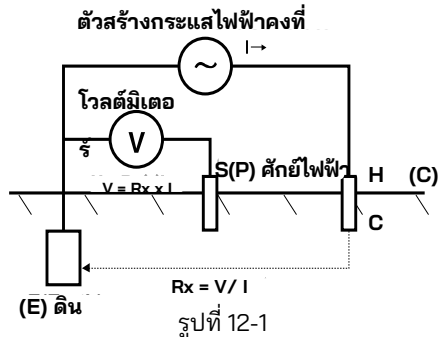 ตัวสร้างกระแสไฟฟ้าคงที่
~
I→
โวลต์มิเตอ
ร์
V
V = Rx x I
S(P) ศักย์ไฟฟ้า
H
(C)
C
Rx = V/ I
(E) ดิน
รูปที่ 12-1